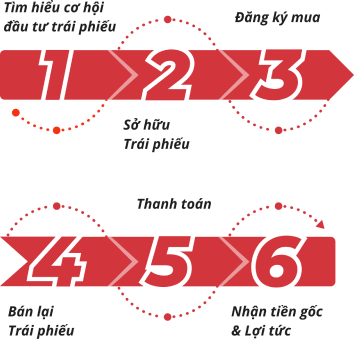 Tìm hiểu cơ hội
đầu tư trái phiếu
Đăng ký mua
1 2 3
Sở hữu
Trái phiếu
Thanh toán
4 5 6
Bán lại
Trái phiếu
Nhận tiền gốc
& Lợi tức